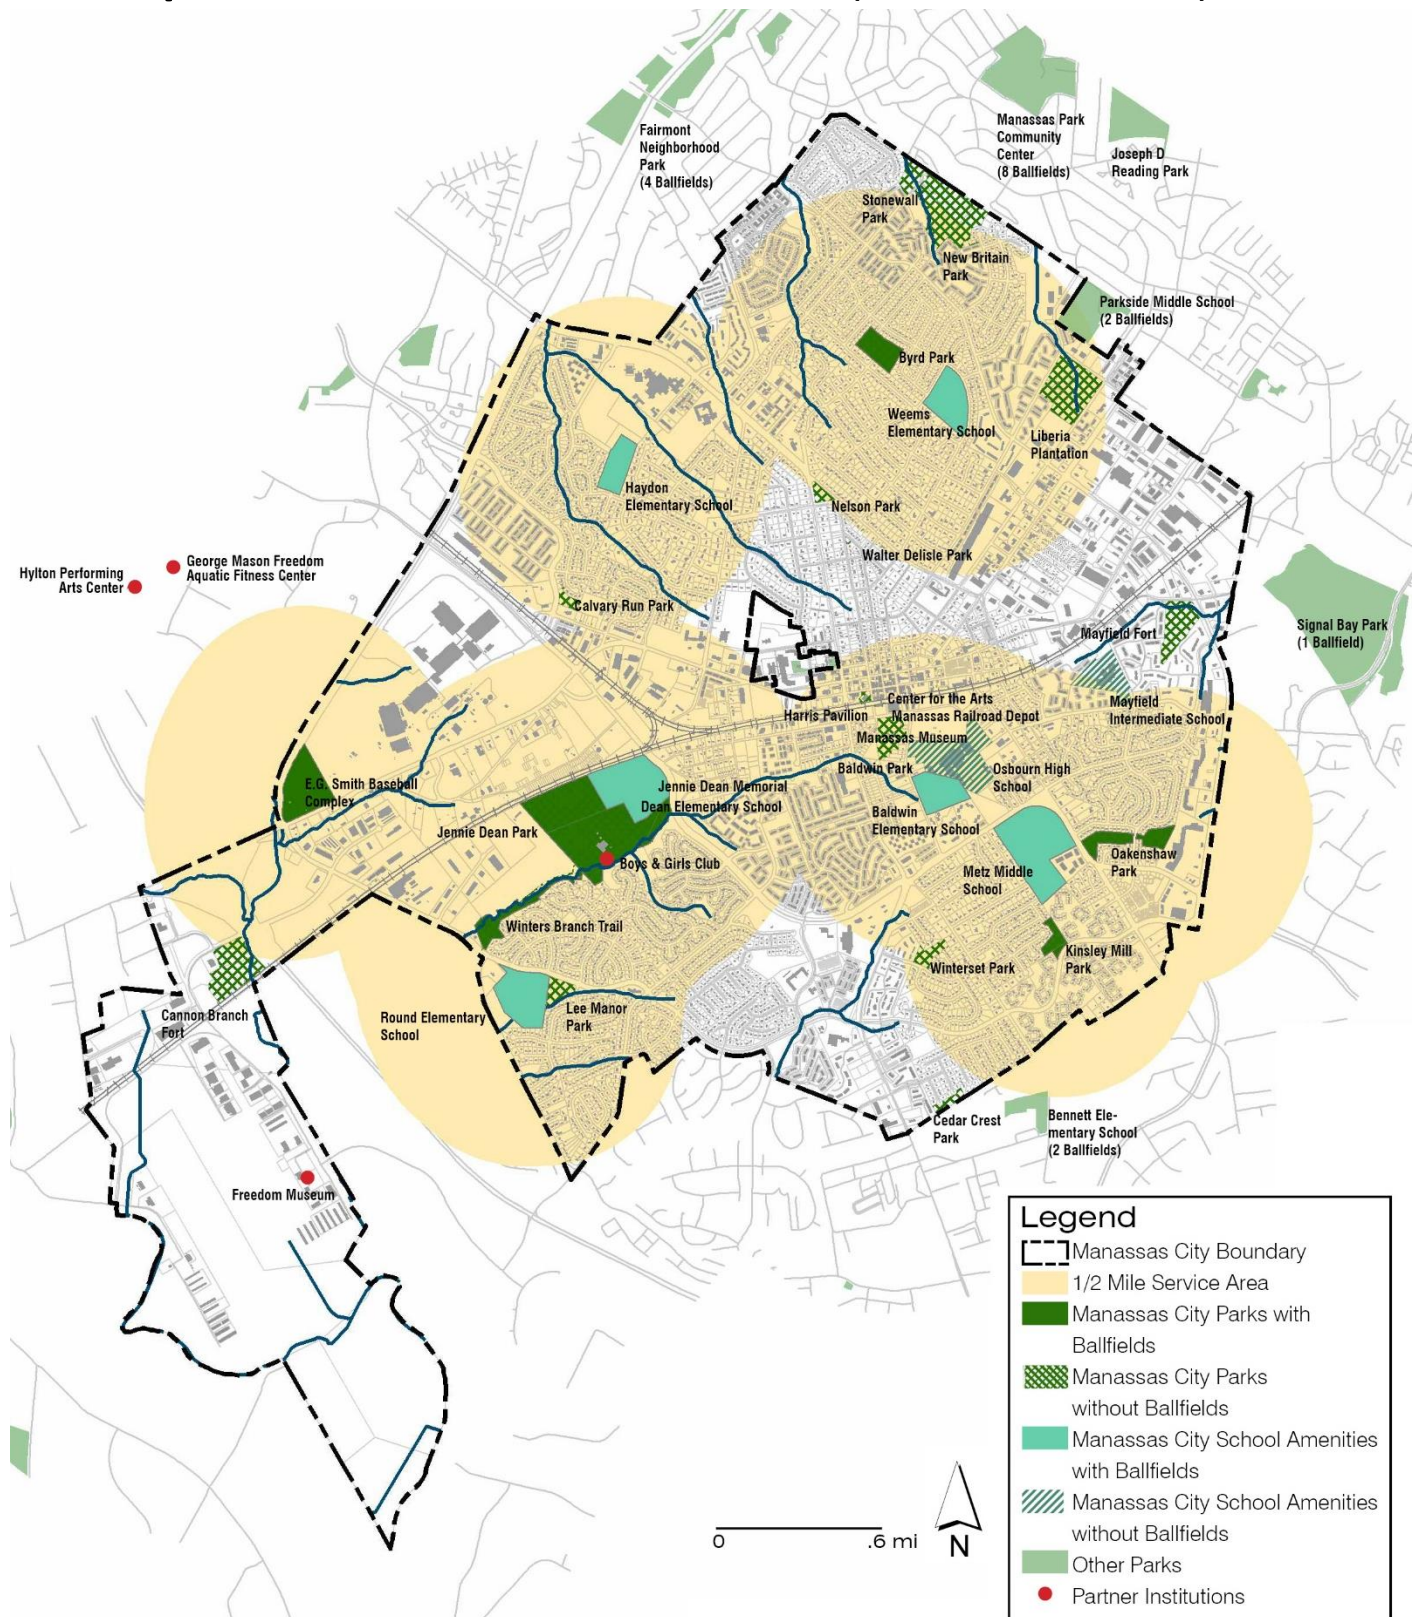 Fairmont
Neighborhood
Park
(4 Ballfields)
Manassas Park
Community
Center
(8 Ballfields)
Joseph D
Reading Park
Stonewall
Park
New Britain
Park
Parkside Middle School
(2 Ballfields)
Byrd Park
Weems
Elementary School
Liberia
Plantation
Haydon
Elementary School
Nelson Park
Walter Delisle Park
George Mason Freedom
Aquatic Fitness Center
Hylton Performing
Arts Center
Calvary Run Park
Mayfield Fort
Signal Bay Park
(1 Ballfield)
Center for the Arts
Harris Pavilion
Manassas Railroad Depot
Mayfield
Intermediate School
Manassas Museum
Baldwin Park
Osbourn High
School
E.G. Smith Baseball
Complex
Jennie Dean Memorial
Dean Elementary School
Jennie Dean Park
Baldwin
Elementary School
Boys & Girls Club
Metz Middle
School
Oakenshaw
Park
Winters Branch Trail
Winterset Park
Kinsley Mill
Park
Cannon Branch
Fort
Round Elementary
School
Lee Manor
Park
Cedar Crest
Park
Bennett Ele-
mentary School
(2 Ballfields)
Freedom Museum
Legend
Manassas City Boundary
1/2 Mile Service Area
Manassas City Parks with
Ballfields
Manassas City Parks
without Ballfields
Manassas City School Amenities
with Ballfields
Manassas City School Amenities
without Ballfields
Other Parks
Partner Institutions
0 .6 mi
N